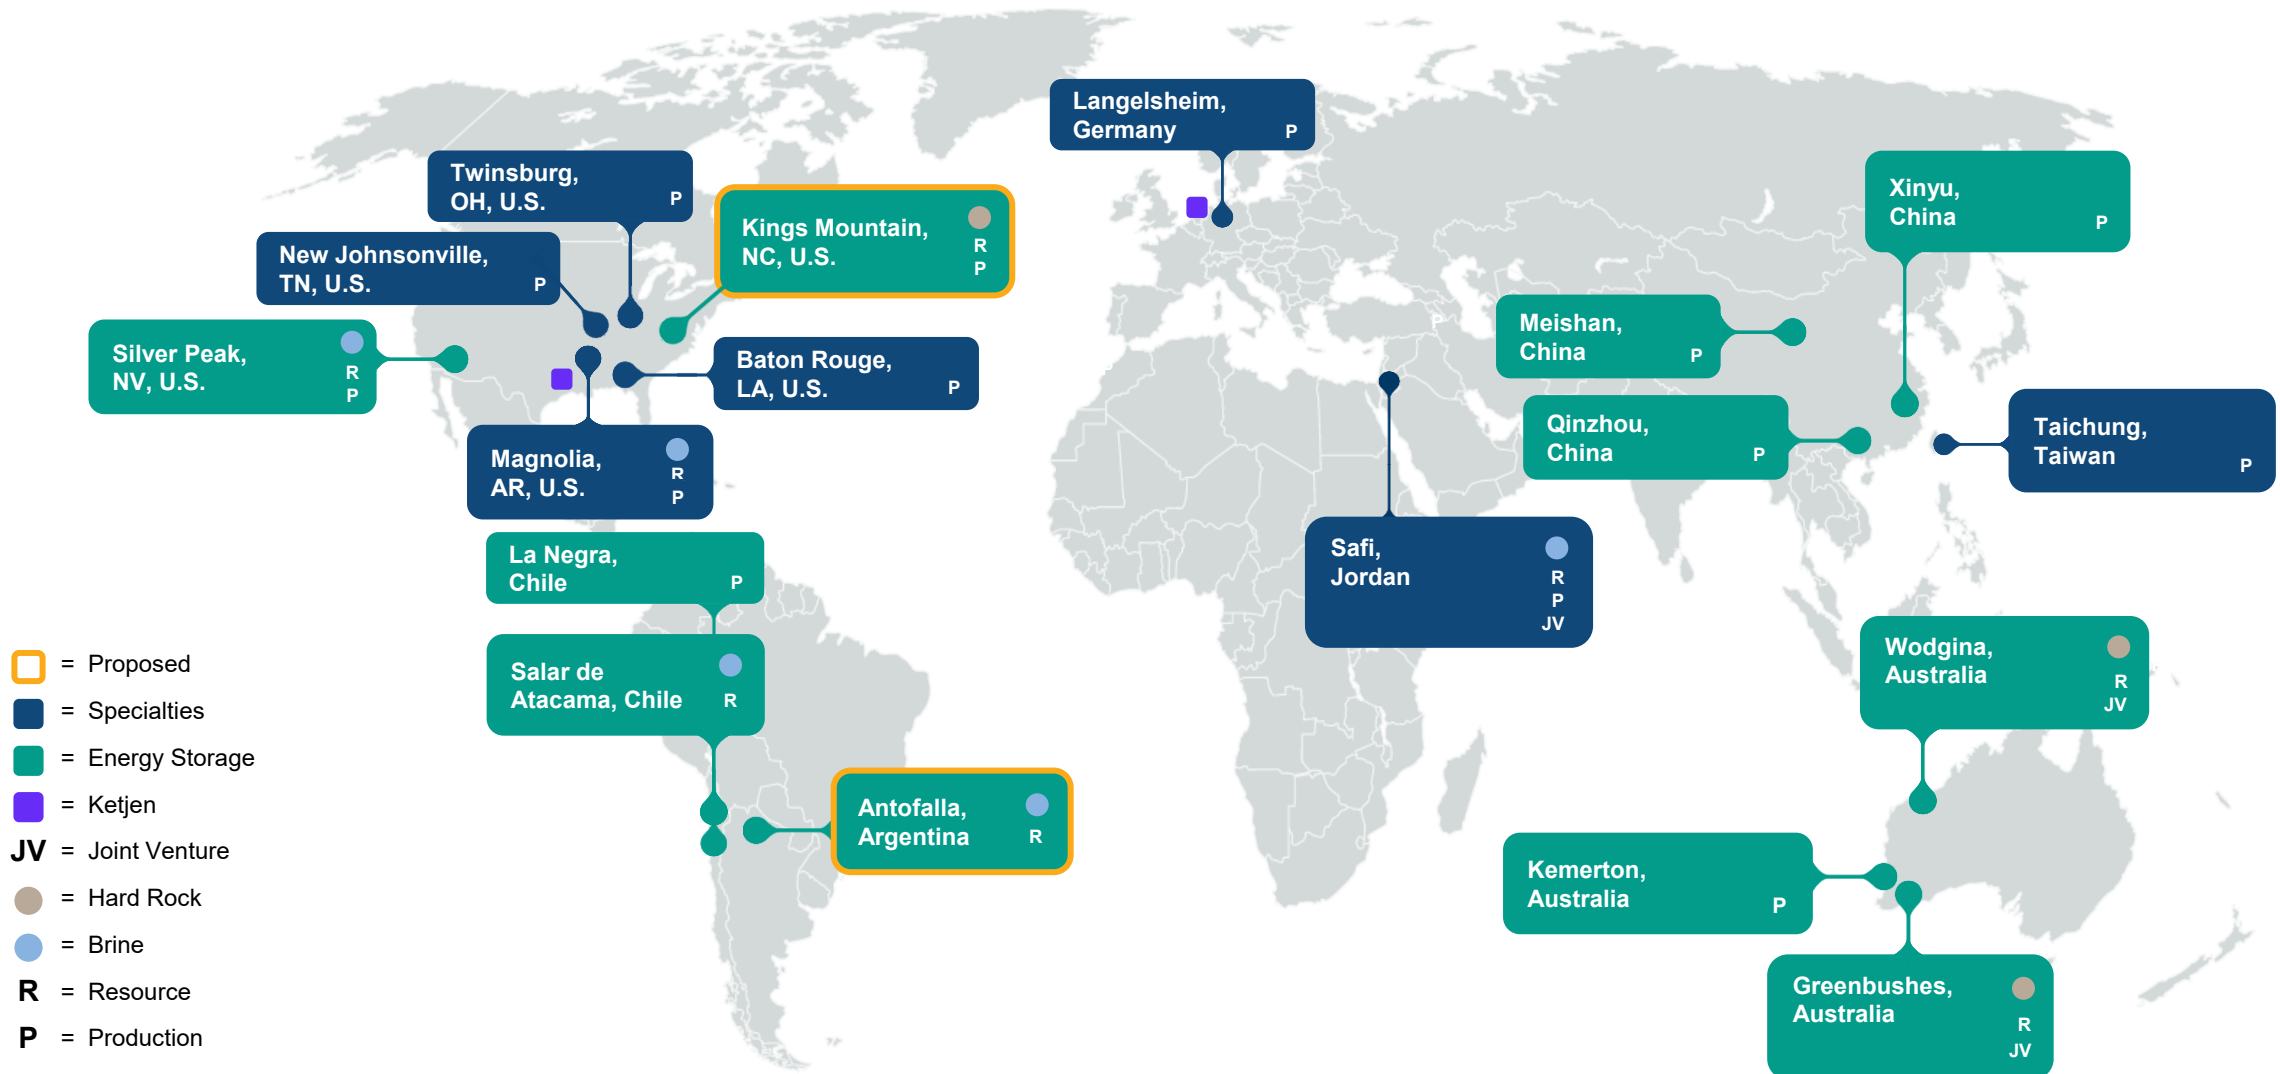 Langelsheim,
Germany
P
Twinsburg,
OH, U.S.
P
Xinyu,
China
P
Kings Mountain,
NC, U.S.
R
P
New Johnsonville,
TN, U.S.
P
Meishan,
China
P
P
Silver Peak,
NV, U.S.
R
P
Baton Rouge,
LA, U.S.
P
Qinzhou,
China
P
Taichung,
Taiwan
P
Magnolia,
AR, U.S.
R
P
La Negra,
Chile
P
Safi,
Jordan
R
P
JV
Salar de
Atacama, Chile
R
Wodgina,
Australia
R
JV
Antofalla,
Argentina
R
Kemerton,
Australia
P
Greenbushes,
Australia
R
JV
= Proposed
= Specialties
= Energy Storage
= Ketjen
JV = Joint Venture
= Hard Rock
= Brine
R = Resource
P = Production